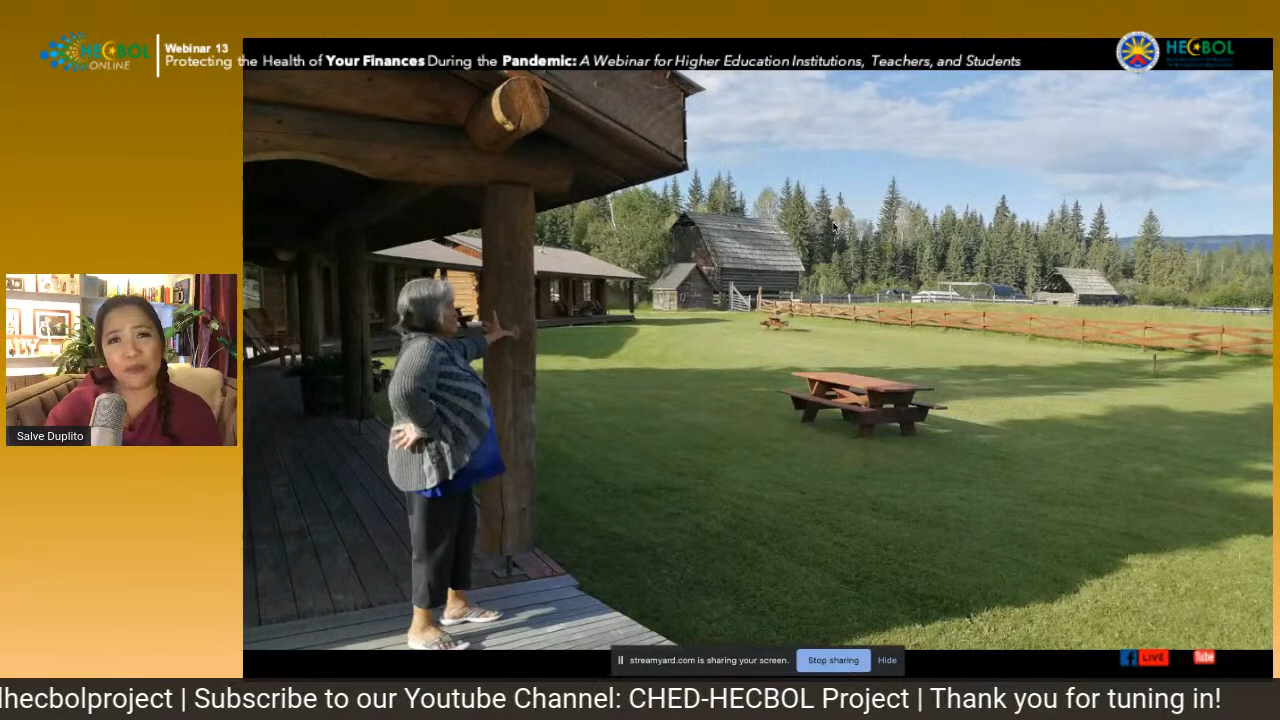 HECBOL
ONLINE
Webinar 13
Protecting the Health of Your Finances During the Pandemic: A Webinar for Higher Education Institutions, Teachers, and Students
HECBOL
Salve Duplito
streamyard.com is sharing your screen.
Stop sharing
Hide
LIVE
You Tube
lhecbolproject | Subscribe to our Youtube Channel: CHED-HECBOL Project | Thank you for tuning in!